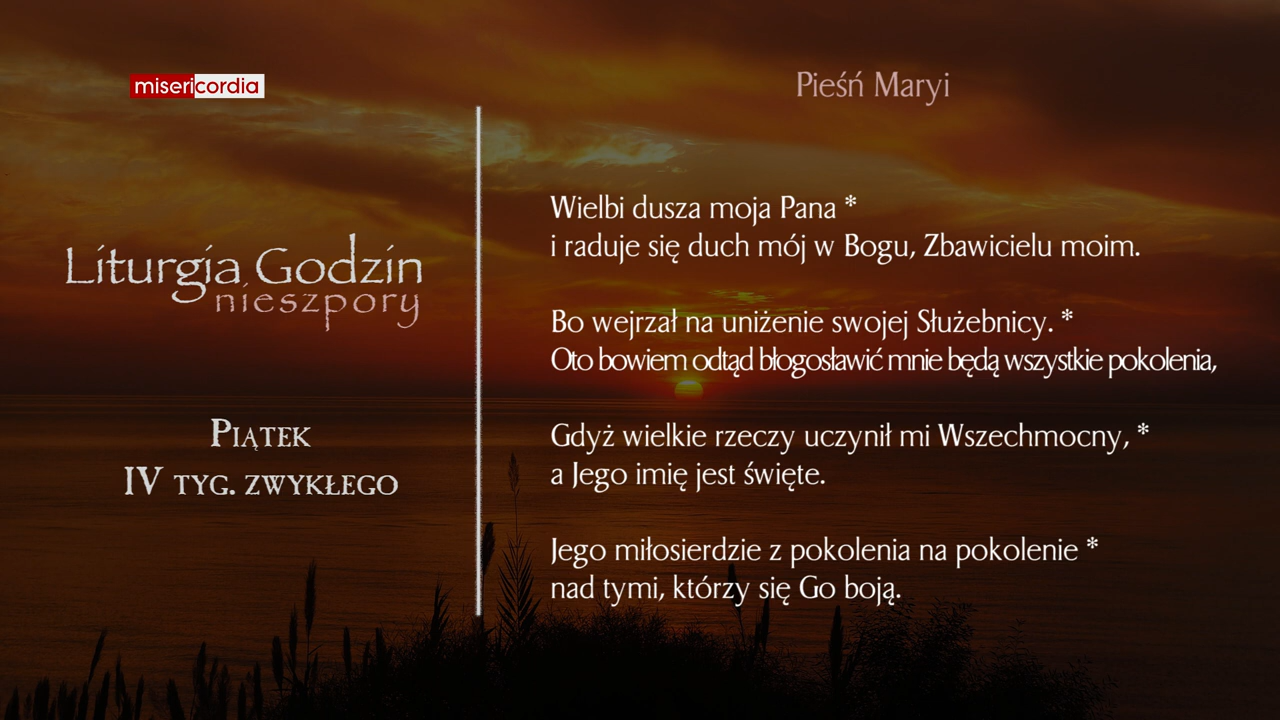 misericordia
Liturgia Godzin
nieszpory
Piątek
IV tyg. zwykłego
Pieśń Maryi
Wielbi dusza moja Pana *
i raduje się duch mój w Bogu, Zbawicielu moim.
Bo wejrzał na uniżenie swojej Służebnicy. *
Oto bowiem odtąd błogosławić mnie będą wszystkie pokolenia,
Gdyż wielkie rzeczy uczynił mi Wszechmocny, *
a Jego imię jest święte.
Jego miłosierdzie z pokolenia na pokolenie *
nad tymi, którzy się Go boją.